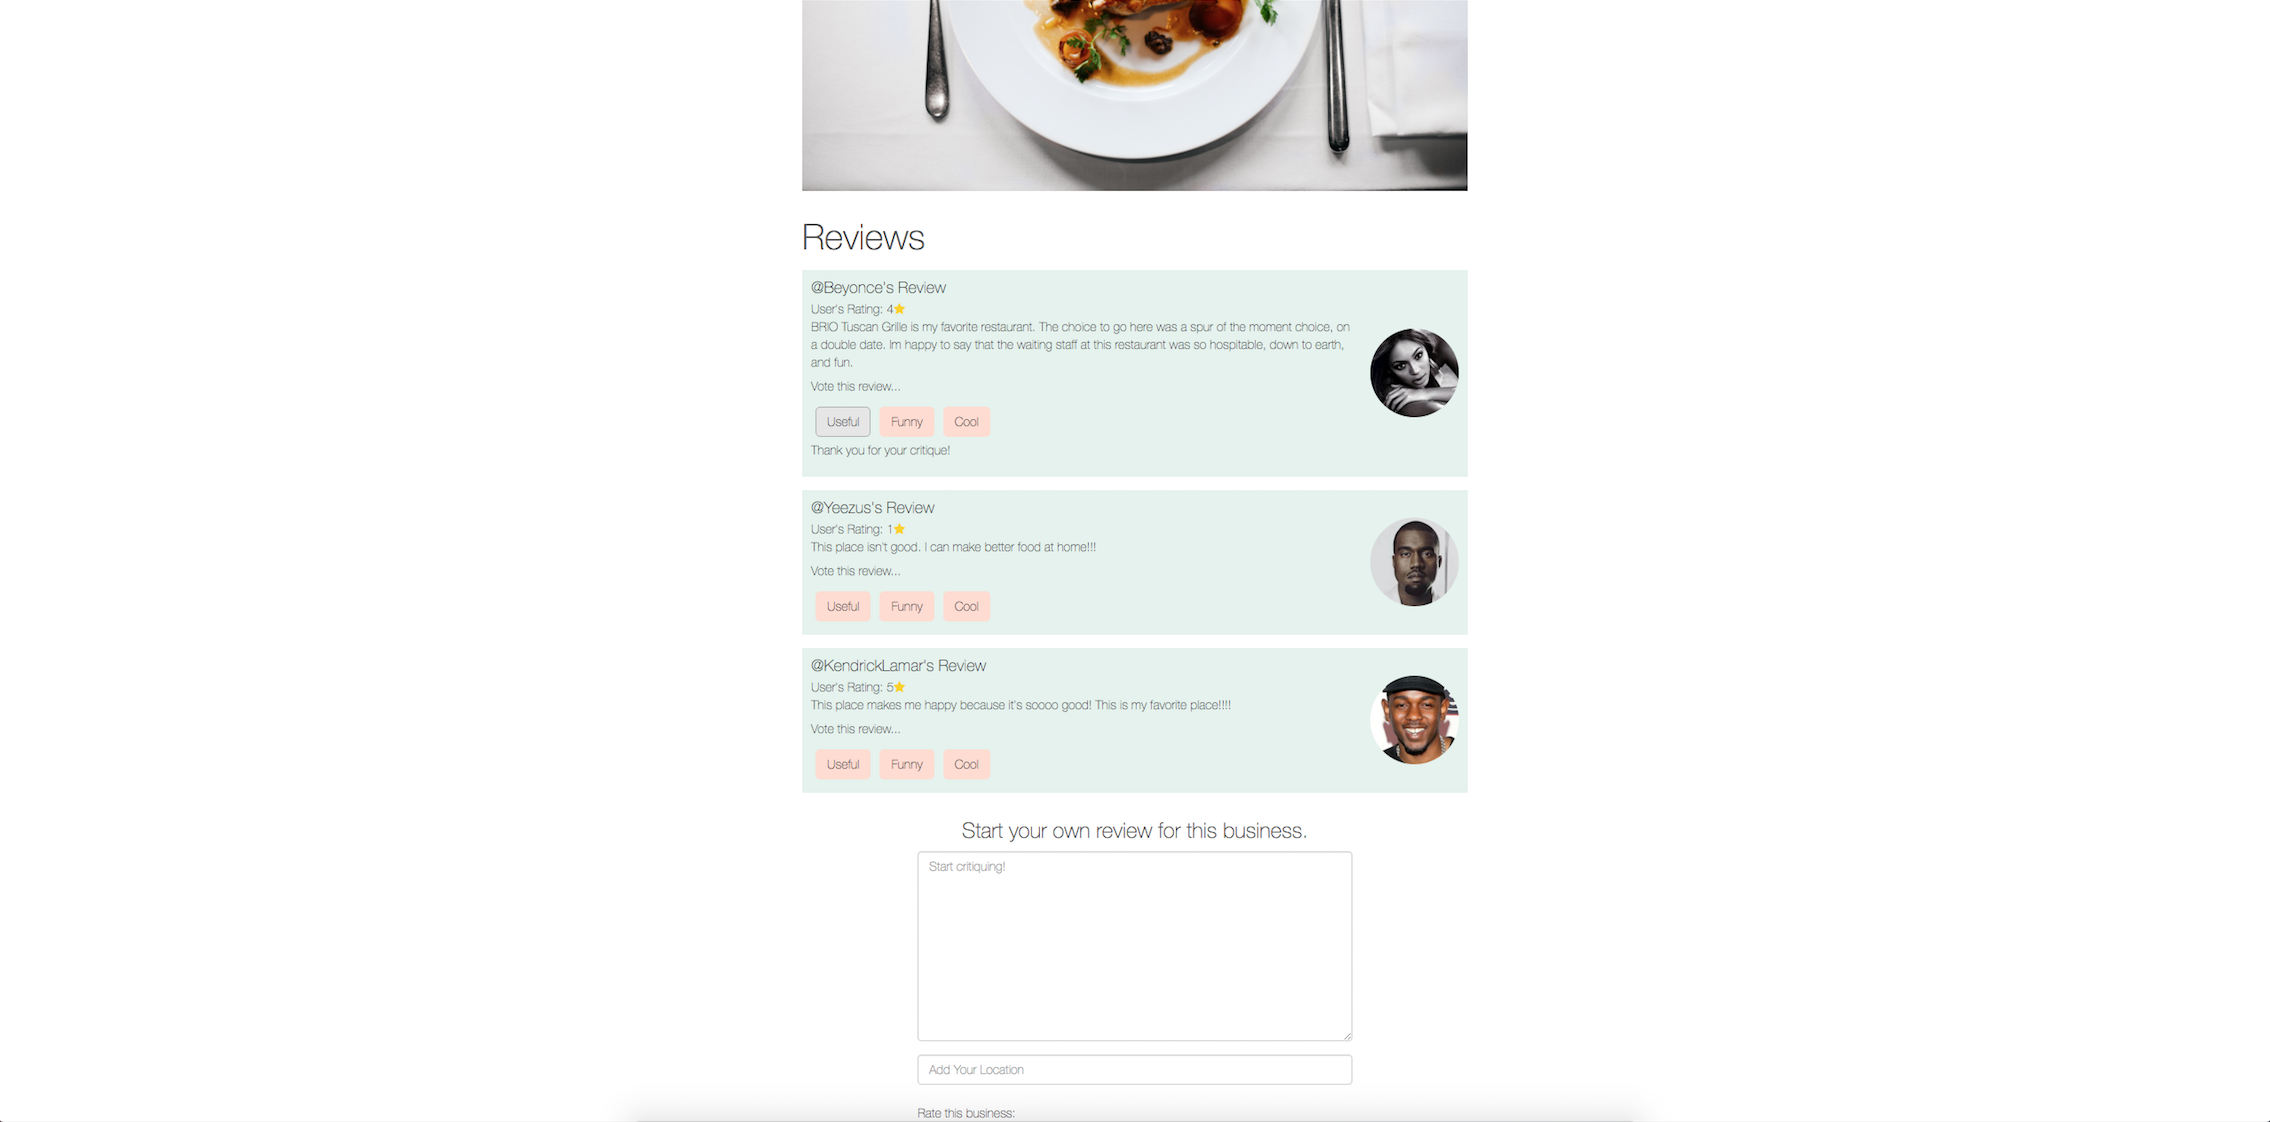 Reviews
@Beyonce's Review
User's Rating: 4
BRIO Tuscan Grille is my favorite restaurant. The choice to go here was a spur of the moment choice, on
a double date. Im happy to say that the waiting staff at this restaurant was so hospitable, down to earth,
and fun.
Vote this review...
Useful Funny Cool
Thank you for your critique!
@Yeezus's Review
User's Rating: 1
This place isn't good. I can make better food at home!!!
Vote this review...
Useful Funny Cool
@KendrickLamar's Review
User's Rating: 5
This place makes me happy because it's soooo good! This is my favorite place!!!!
Vote this review...
Useful Funny Cool
Start your own review for this business.
Start critiquing!
Add Your Location
Rate this business: